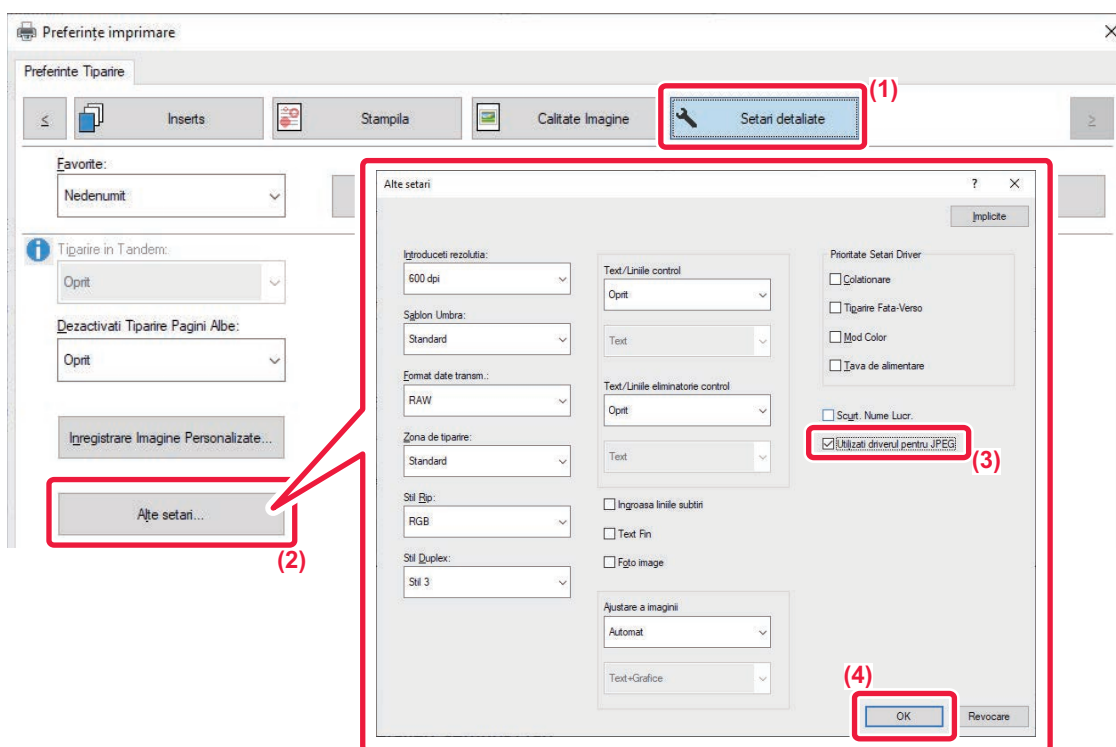 Preferințe imprimare
Preferinte Tiparire
(1)
<
Inserts
Stampila
Calitate Imagine
Setari detaliate
>
Favorite:
Nedenumit
Tiparire in Tandem:
Oprit
Dezactivati Tiparire Pagini Albe:
Oprit
Inregistrare Imagine Personalizate...
Alte setari...
(2)
Alte setari
?
Implicite
Introduceti rezolutia:
600 dpi
Sablon Umbra:
Standard
Format date transm.:
RAW
Zona de tiparire:
Standard
Stil Rip:
RGB
Stil Duplex:
Stil 3
Text/Liniile control
Oprit
Text
Text/Liniile eliminatorie control
Oprit
Text
Ingroasa liniile subtiri
Text Fin
Foto image
Ajustare a imaginii
Automat
Text+Grafice
Prioritate Setari Driver
Colationare
Tiparire Fata-Verso
Mod Color
Tava de alimentare
Scurt. Nume Lucr.
Utilizati driverul pentru JPEG
(3)
(4)
OK
Revocare